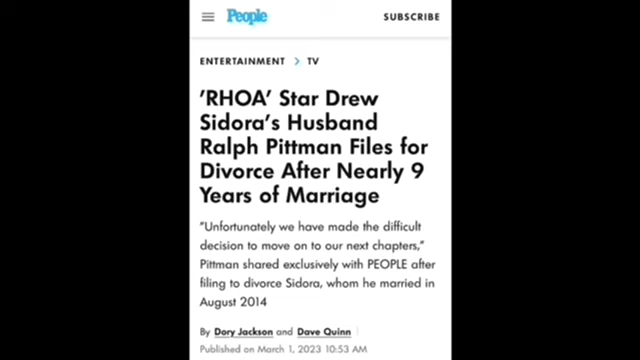 People
SUBSCRIBE
ENTERTAINMENT > TV
'RHOA' Star Drew
Sidora's Husband
Ralph Pittman Files for
Divorce After Nearly 9
Years of Marriage
"Unfortunately we have made the difficult
decision to move on to our next chapters,"
Pittman shared exclusively with PEOPLE after
filing to divorce Sidora, whom he married in
August 2014
By Dory Jackson and Dave Quinn
Published on March 1, 2023 10:53 AM